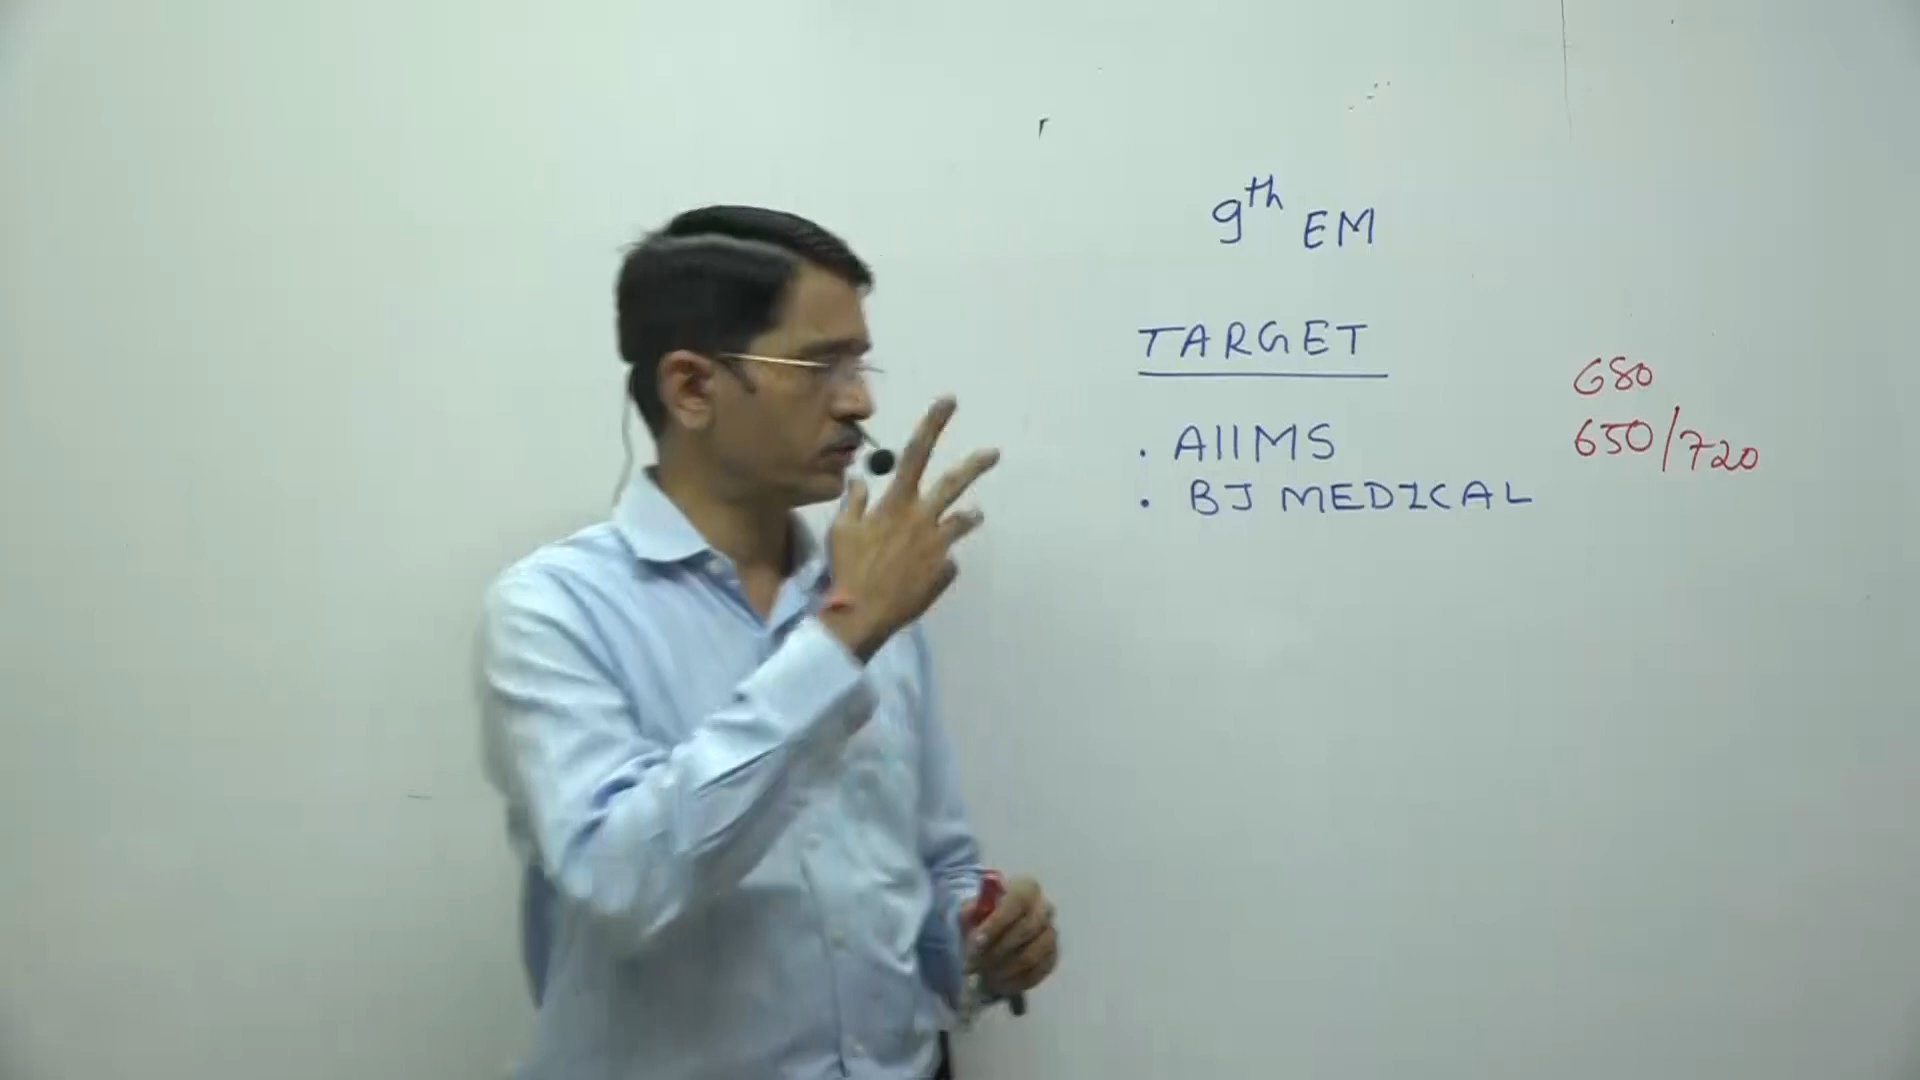 9th EM
TARGET
680
. AIIMS
650/720
. BJ MEDICAL